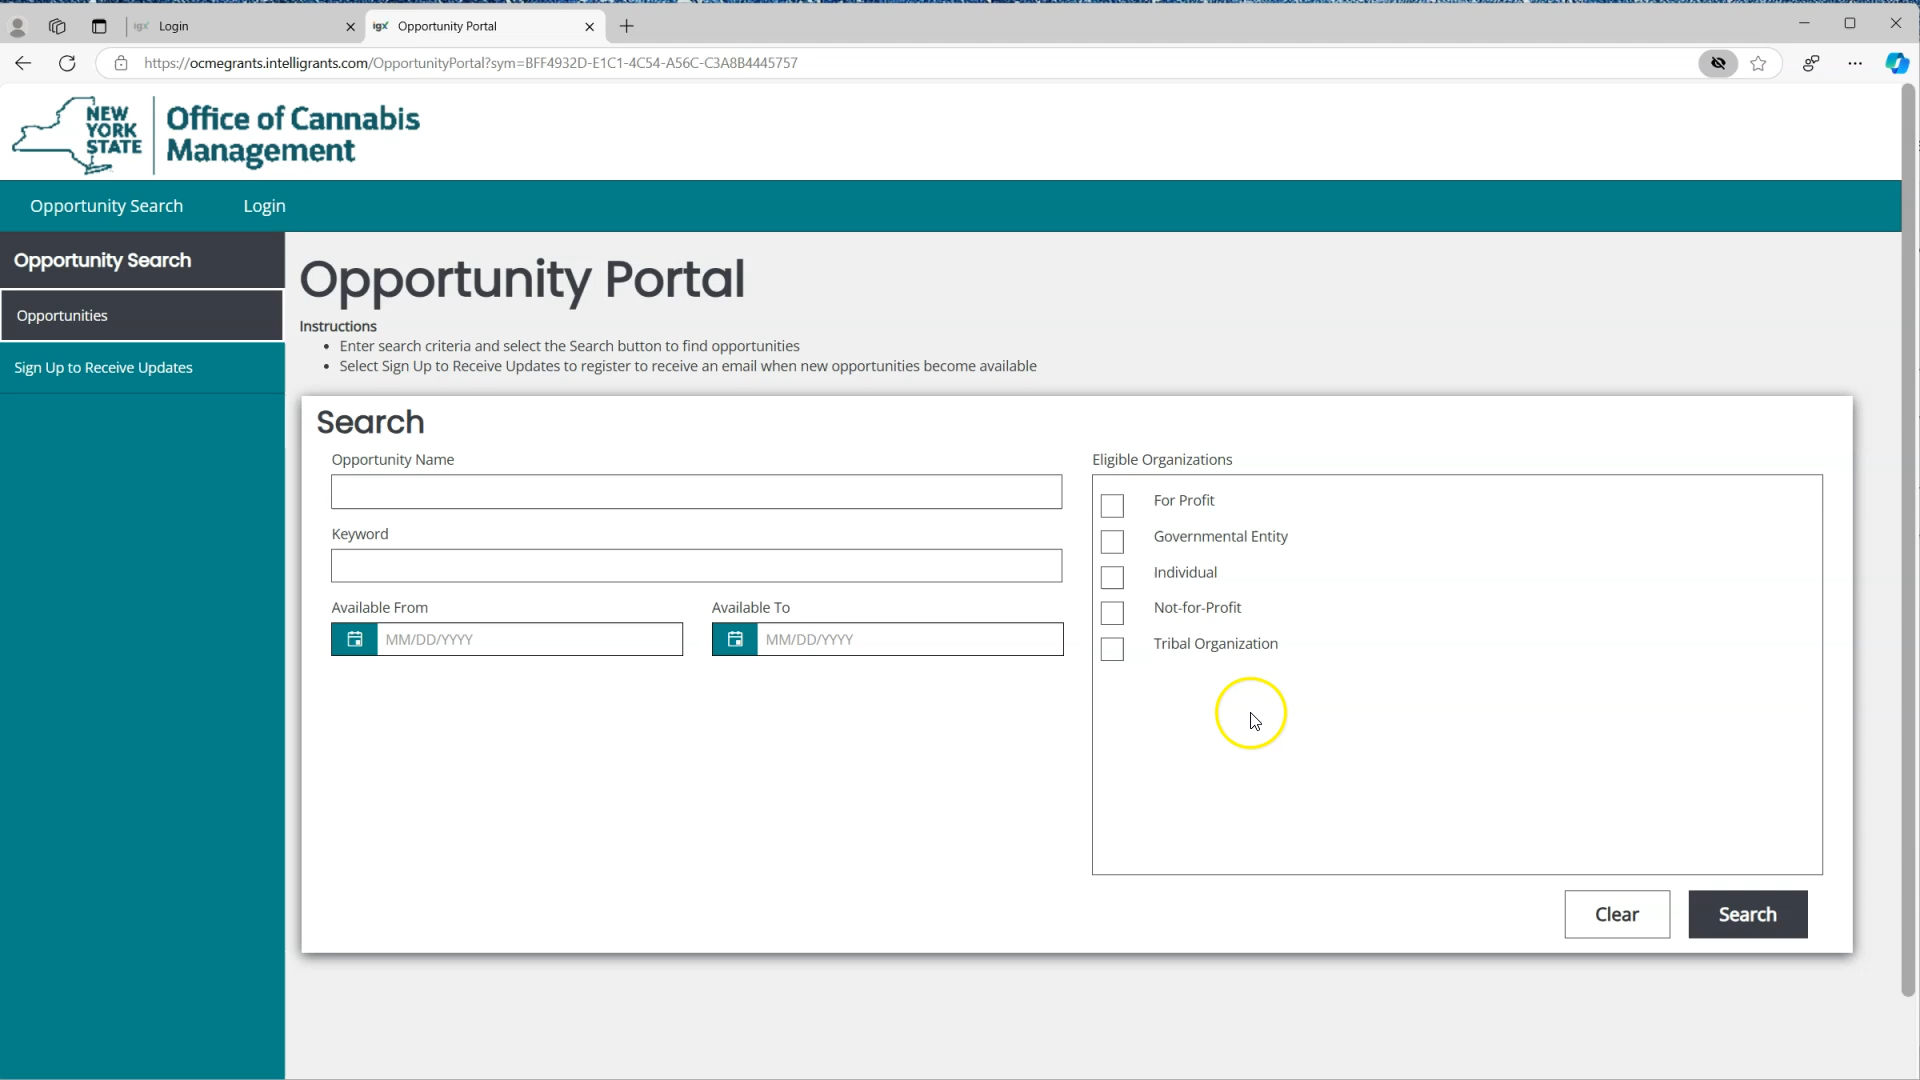 Login
Opportunity Portal
https://ocmegrants.intelligrants.com/OpportunityPortal?sym=BFF4932D-E1C1-4C54-A56C-C3A8B4445757
NEW
YORK
STATE
Office of Cannabis
Management
Opportunity Search
Login
Opportunity Search
Opportunities
Sign Up to Receive Updates
Opportunity Portal
Instructions
• Enter search criteria and select the Search button to find opportunities
• Select Sign Up to Receive Updates to register to receive an email when new opportunities become available
Search
Opportunity Name
Keyword
Available From
Available To
MM/DD/YYYY
MM/DD/YYYY
Eligible Organizations
For Profit
Governmental Entity
Individual
Not-for-Profit
Tribal Organization
Clear
Search